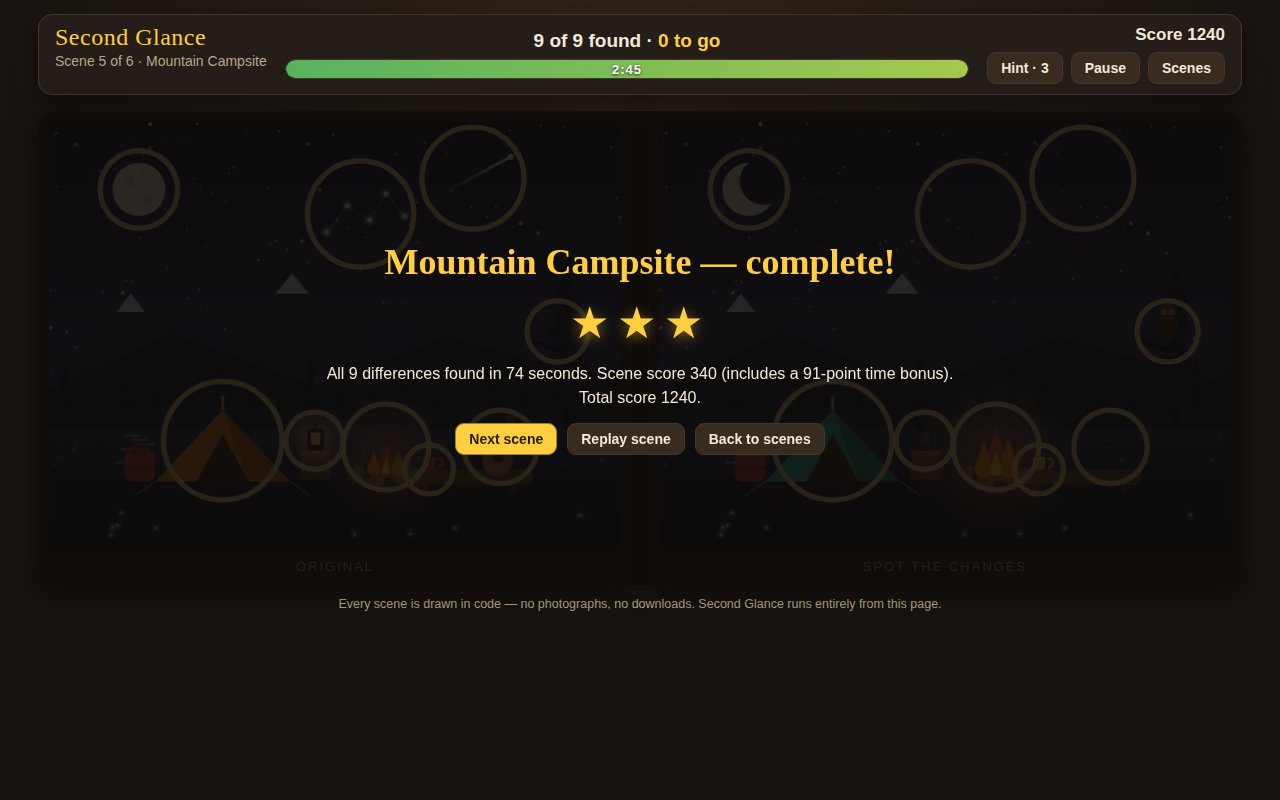 Second Glance
Scene 5 of 6 · Mountain Campsite
9 of 9 found · 0 to go
2:45
Score 1240
Hint · 3
Pause
Scenes
Mountain Campsite — complete!
All 9 differences found in 74 seconds. Scene score 340 (includes a 91-point time bonus).
Total score 1240.
Next scene
Replay scene
Back to scenes
ORIGINAL
SPOT THE CHANGES
Every scene is drawn in code — no photographs, no downloads. Second Glance runs entirely from this page.